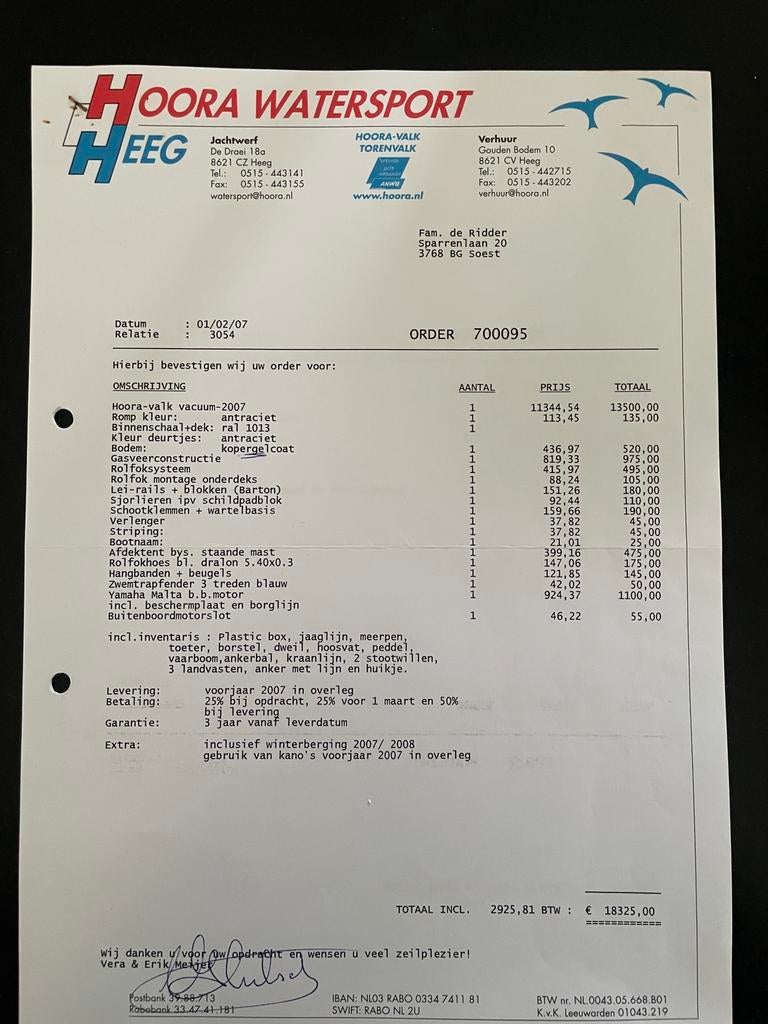 HOORA WATERSPORT
HEEG
Jachtwerf
De Draei 18a
8621 CZ Heeg
Tel.: 0515 - 443141
Fax: 0515 - 443155
watersport@hoora.nl
HOORA-VALK
TORENVALK
ANWB
www.hoora.nl
Verhuur
Gouden Bodem 10
8621 CV Heeg
Tel.: 0515 - 442715
Fax: 0515 - 443202
verhuur@hoora.nl
Fam. de Ridder
Sparrenlaan 20
3768 BG Soest
Datum : 01/02/07
Relatie : 3054
ORDER 700095
Hierbij bevestigen wij uw order voor:
OMSCHRIJVING AANTAL PRIJS TOTAAL
Hoora-valk vacuum-2007 1 11344,54 13500,00
Romp kleur: antraciet 1 113,45 135,00
Binnenschaal+dek: ral 1013 1
Kleur deurtjes: antraciet
Bodem: kopergelcoat 1 436,97 520,00
Gasveerconstructie 1 819,33 975,00
Rolfoksysteem 1 415,97 495,00
Rolfok montage onderdeks 1 88,24 105,00
Lei-rails + blokken (Barton) 1 151,26 180,00
Sjorlieren ipv schildpadblok 1 92,44 110,00
Schootklemmen + wartelbasis 1 159,66 190,00
Verlenger 1 37,82 45,00
Striping: 1 37,82 45,00
Bootnaam: 1 21,01 25,00
Afdektent bys. staande mast 1 399,16 475,00
Rolfokhoes bl. dralon 5.40x0.3 1 147,06 175,00
Hangbanden + beugels 1 121,85 145,00
Zwemtrapfender 3 treden blauw 1 42,02 50,00
Yamaha Malta b.b.motor 1 924,37 1100,00
incl. beschermplaat en borglijn
Buitenboordmotorslot 1 46,22 55,00
incl.inventaris : Plastic box, jaaglijn, meerpen,
toeter, borstel, dweil, hoosvat, peddel,
vaarboom,ankerbal, kraanlijn, 2 stootwillen,
3 landvasten, anker met lijn en huikje.
Levering: voorjaar 2007 in overleg
Betaling: 25% bij opdracht, 25% voor 1 maart en 50%
bij levering
Garantie: 3 jaar vanaf leverdatum
Extra: inclusief winterberging 2007/ 2008
gebruik van kano's voorjaar 2007 in overleg
TOTAAL INCL. 2925,81 BTW : € 18325,00
Wij danken u voor uw opdracht en wensen u veel zeilplezier!
Vera & Erik Meijer
Postbank 39.88.713
Rabobank 33.47.41.181
IBAN: NL03 RABO 0334 7411 81
SWIFT: RABO NL 2U
BTW nr. NL.0043.05.668.B01
K.v.K. Leeuwarden 01043.219